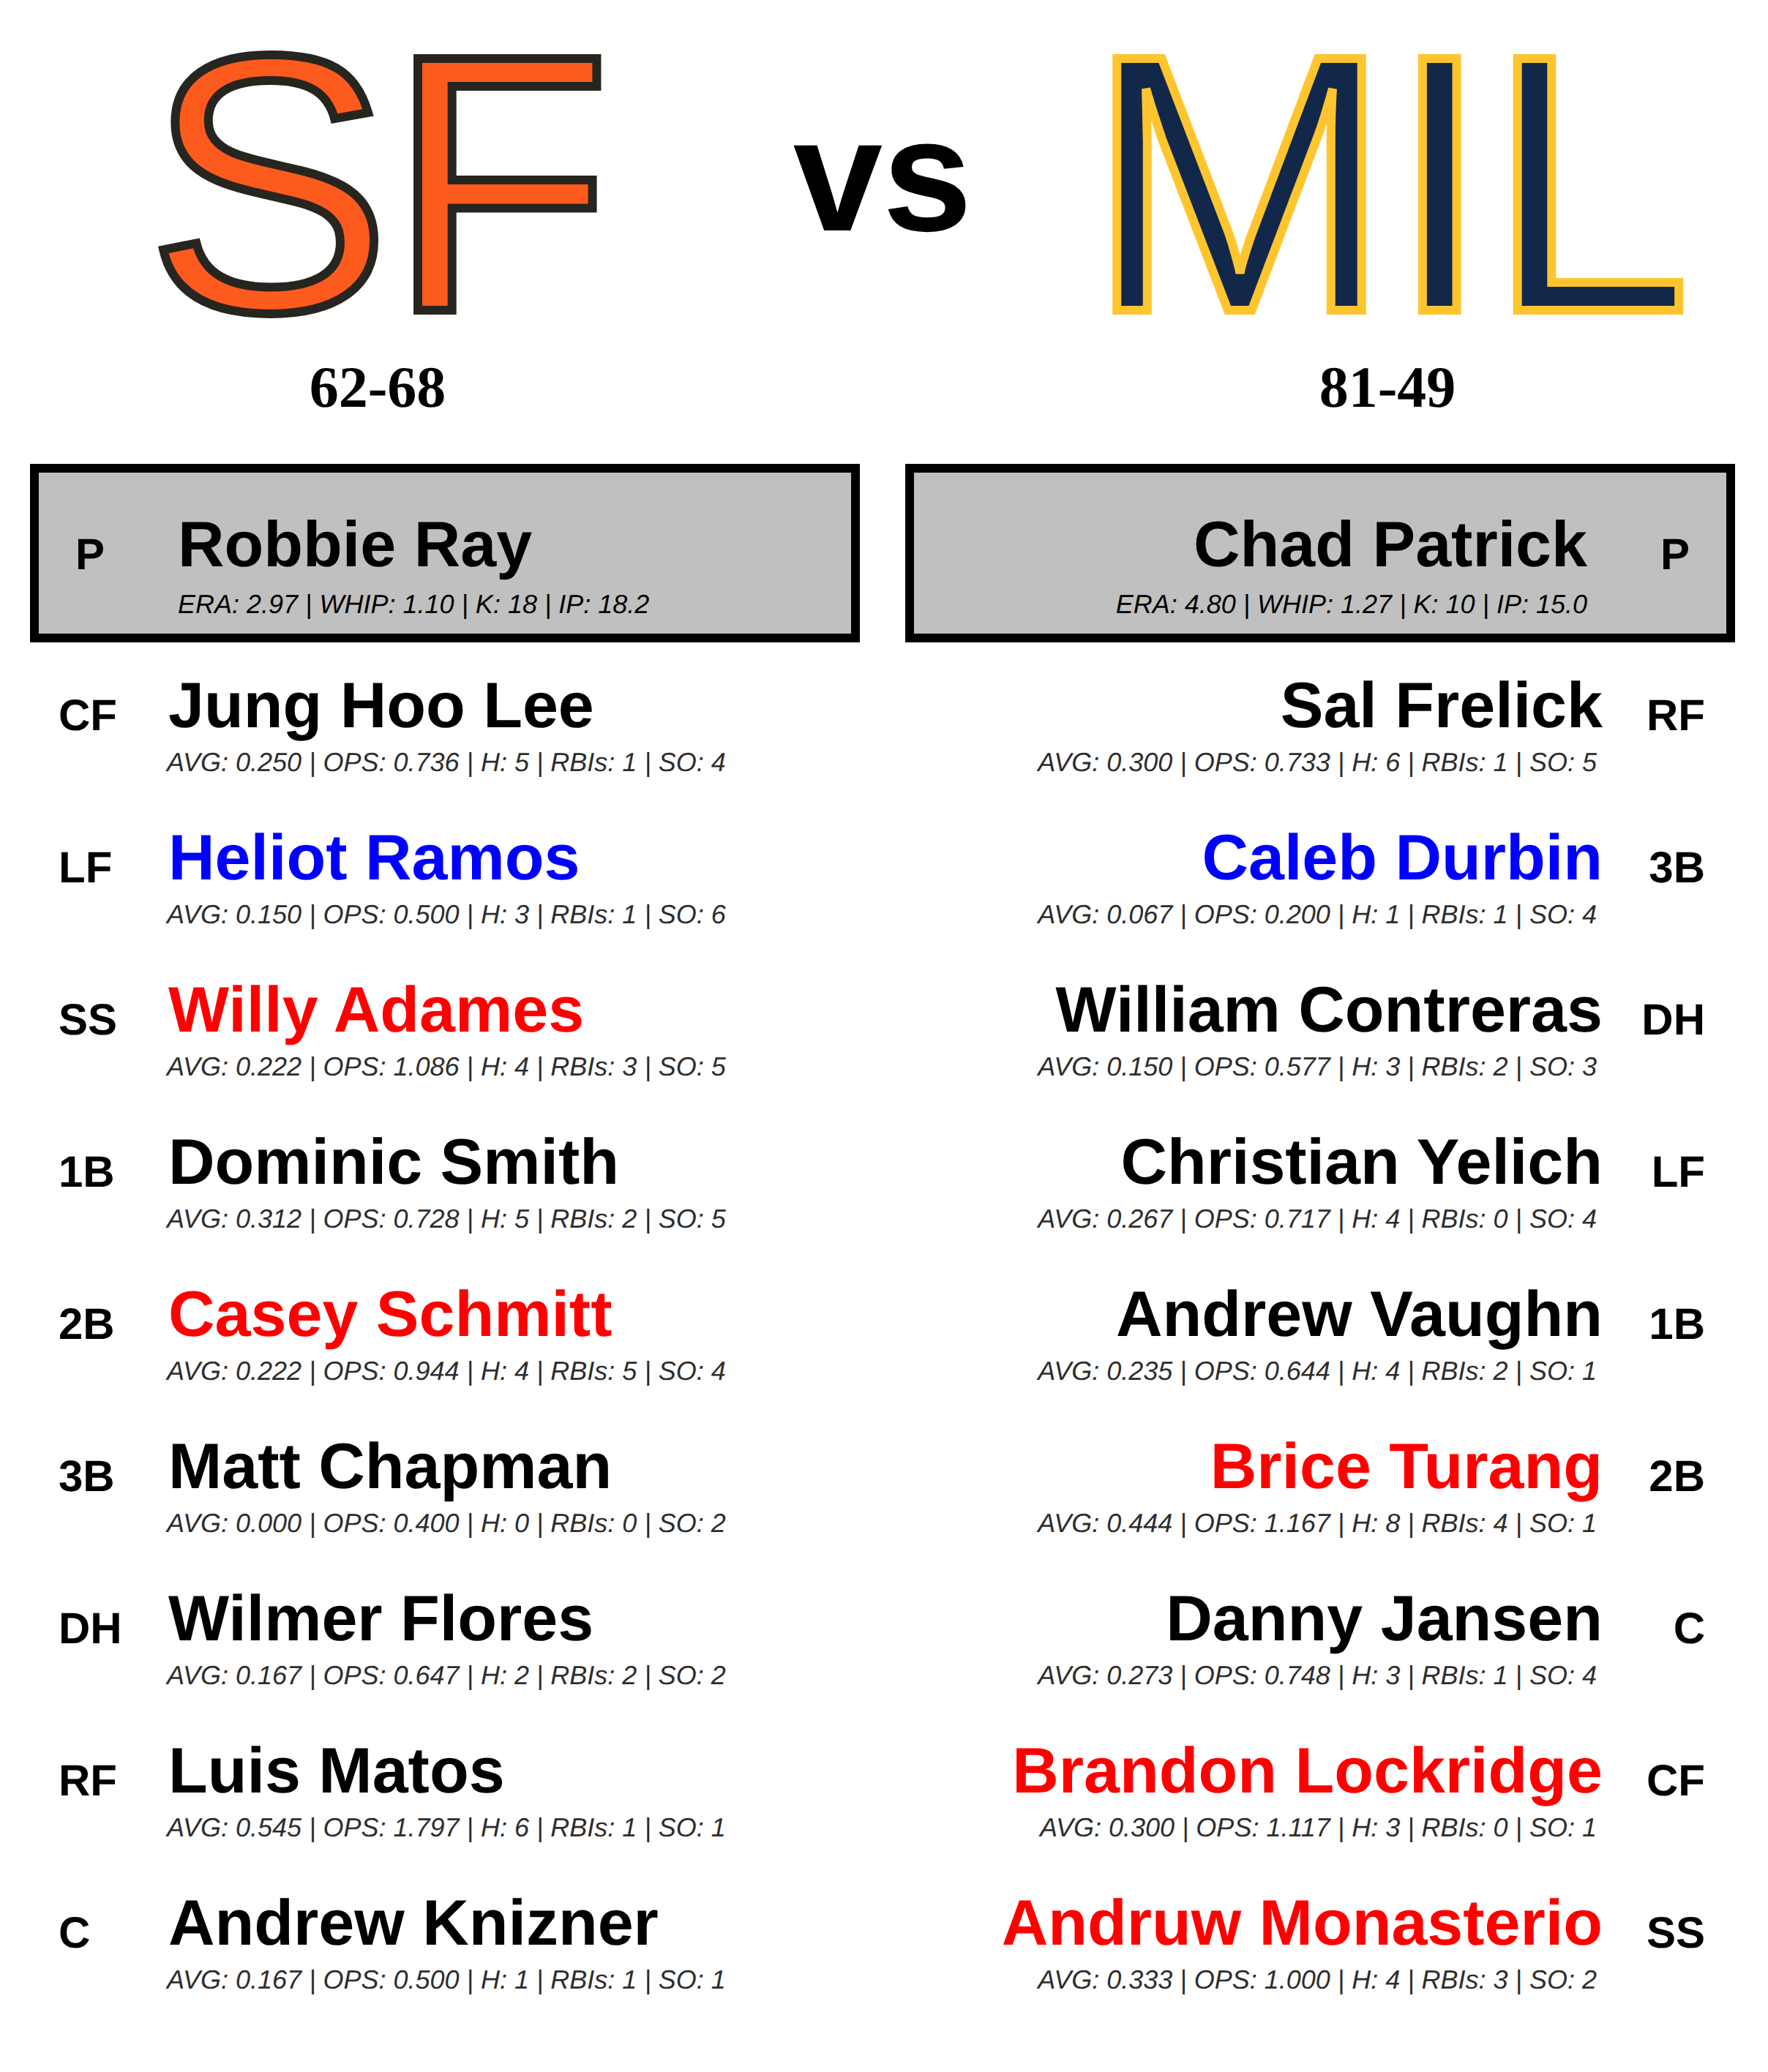 SF vs MIL
62-68 81-49
P Robbie Ray
ERA: 2.97 | WHIP: 1.10 | K: 18 | IP: 18.2
Chad Patrick P
ERA: 4.80 | WHIP: 1.27 | K: 10 | IP: 15.0
CF Jung Hoo Lee
AVG: 0.250 | OPS: 0.736 | H: 5 | RBIs: 1 | SO: 4
Sal Frelick RF
AVG: 0.300 | OPS: 0.733 | H: 6 | RBIs: 1 | SO: 5
LF Heliot Ramos
AVG: 0.150 | OPS: 0.500 | H: 3 | RBIs: 1 | SO: 6
Caleb Durbin 3B
AVG: 0.067 | OPS: 0.200 | H: 1 | RBIs: 1 | SO: 4
SS Willy Adames
AVG: 0.222 | OPS: 1.086 | H: 4 | RBIs: 3 | SO: 5
William Contreras DH
AVG: 0.150 | OPS: 0.577 | H: 3 | RBIs: 2 | SO: 3
1B Dominic Smith
AVG: 0.312 | OPS: 0.728 | H: 5 | RBIs: 2 | SO: 5
Christian Yelich LF
AVG: 0.267 | OPS: 0.717 | H: 4 | RBIs: 0 | SO: 4
2B Casey Schmitt
AVG: 0.222 | OPS: 0.944 | H: 4 | RBIs: 5 | SO: 4
Andrew Vaughn 1B
AVG: 0.235 | OPS: 0.644 | H: 4 | RBIs: 2 | SO: 1
3B Matt Chapman
AVG: 0.000 | OPS: 0.400 | H: 0 | RBIs: 0 | SO: 2
Brice Turang 2B
AVG: 0.444 | OPS: 1.167 | H: 8 | RBIs: 4 | SO: 1
DH Wilmer Flores
AVG: 0.167 | OPS: 0.647 | H: 2 | RBIs: 2 | SO: 2
Danny Jansen C
AVG: 0.273 | OPS: 0.748 | H: 3 | RBIs: 1 | SO: 4
RF Luis Matos
AVG: 0.545 | OPS: 1.797 | H: 6 | RBIs: 1 | SO: 1
Brandon Lockridge CF
AVG: 0.300 | OPS: 1.117 | H: 3 | RBIs: 0 | SO: 1
C Andrew Knizner
AVG: 0.167 | OPS: 0.500 | H: 1 | RBIs: 1 | SO: 1
Andruw Monasterio SS
AVG: 0.333 | OPS: 1.000 | H: 4 | RBIs: 3 | SO: 2